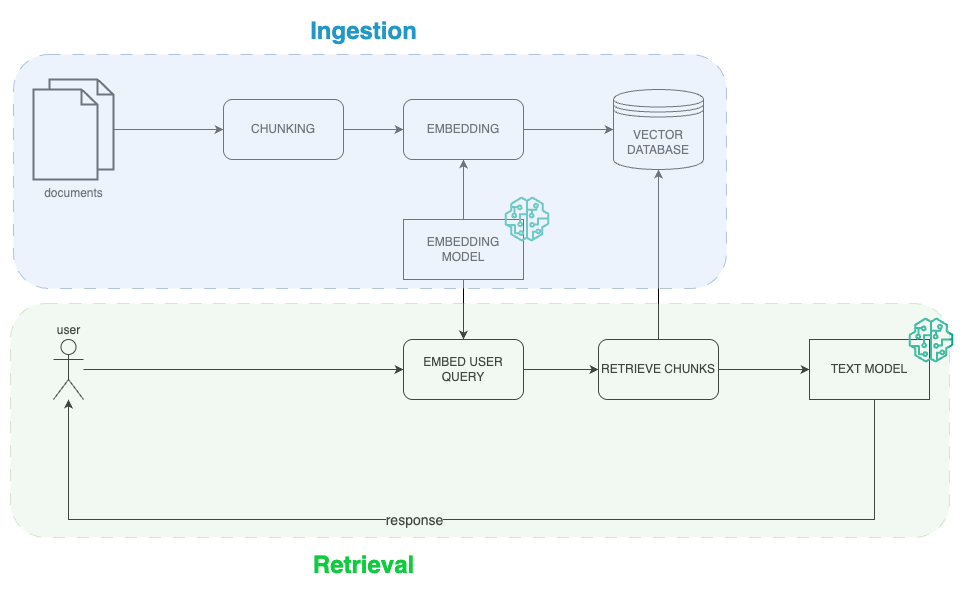 Ingestion
CHUNKING
EMBEDDING
VECTOR
DATABASE
documents
EMBEDDING
MODEL
user
EMBED USER
QUERY
RETRIEVE CHUNKS
TEXT MODEL
response
Retrieval